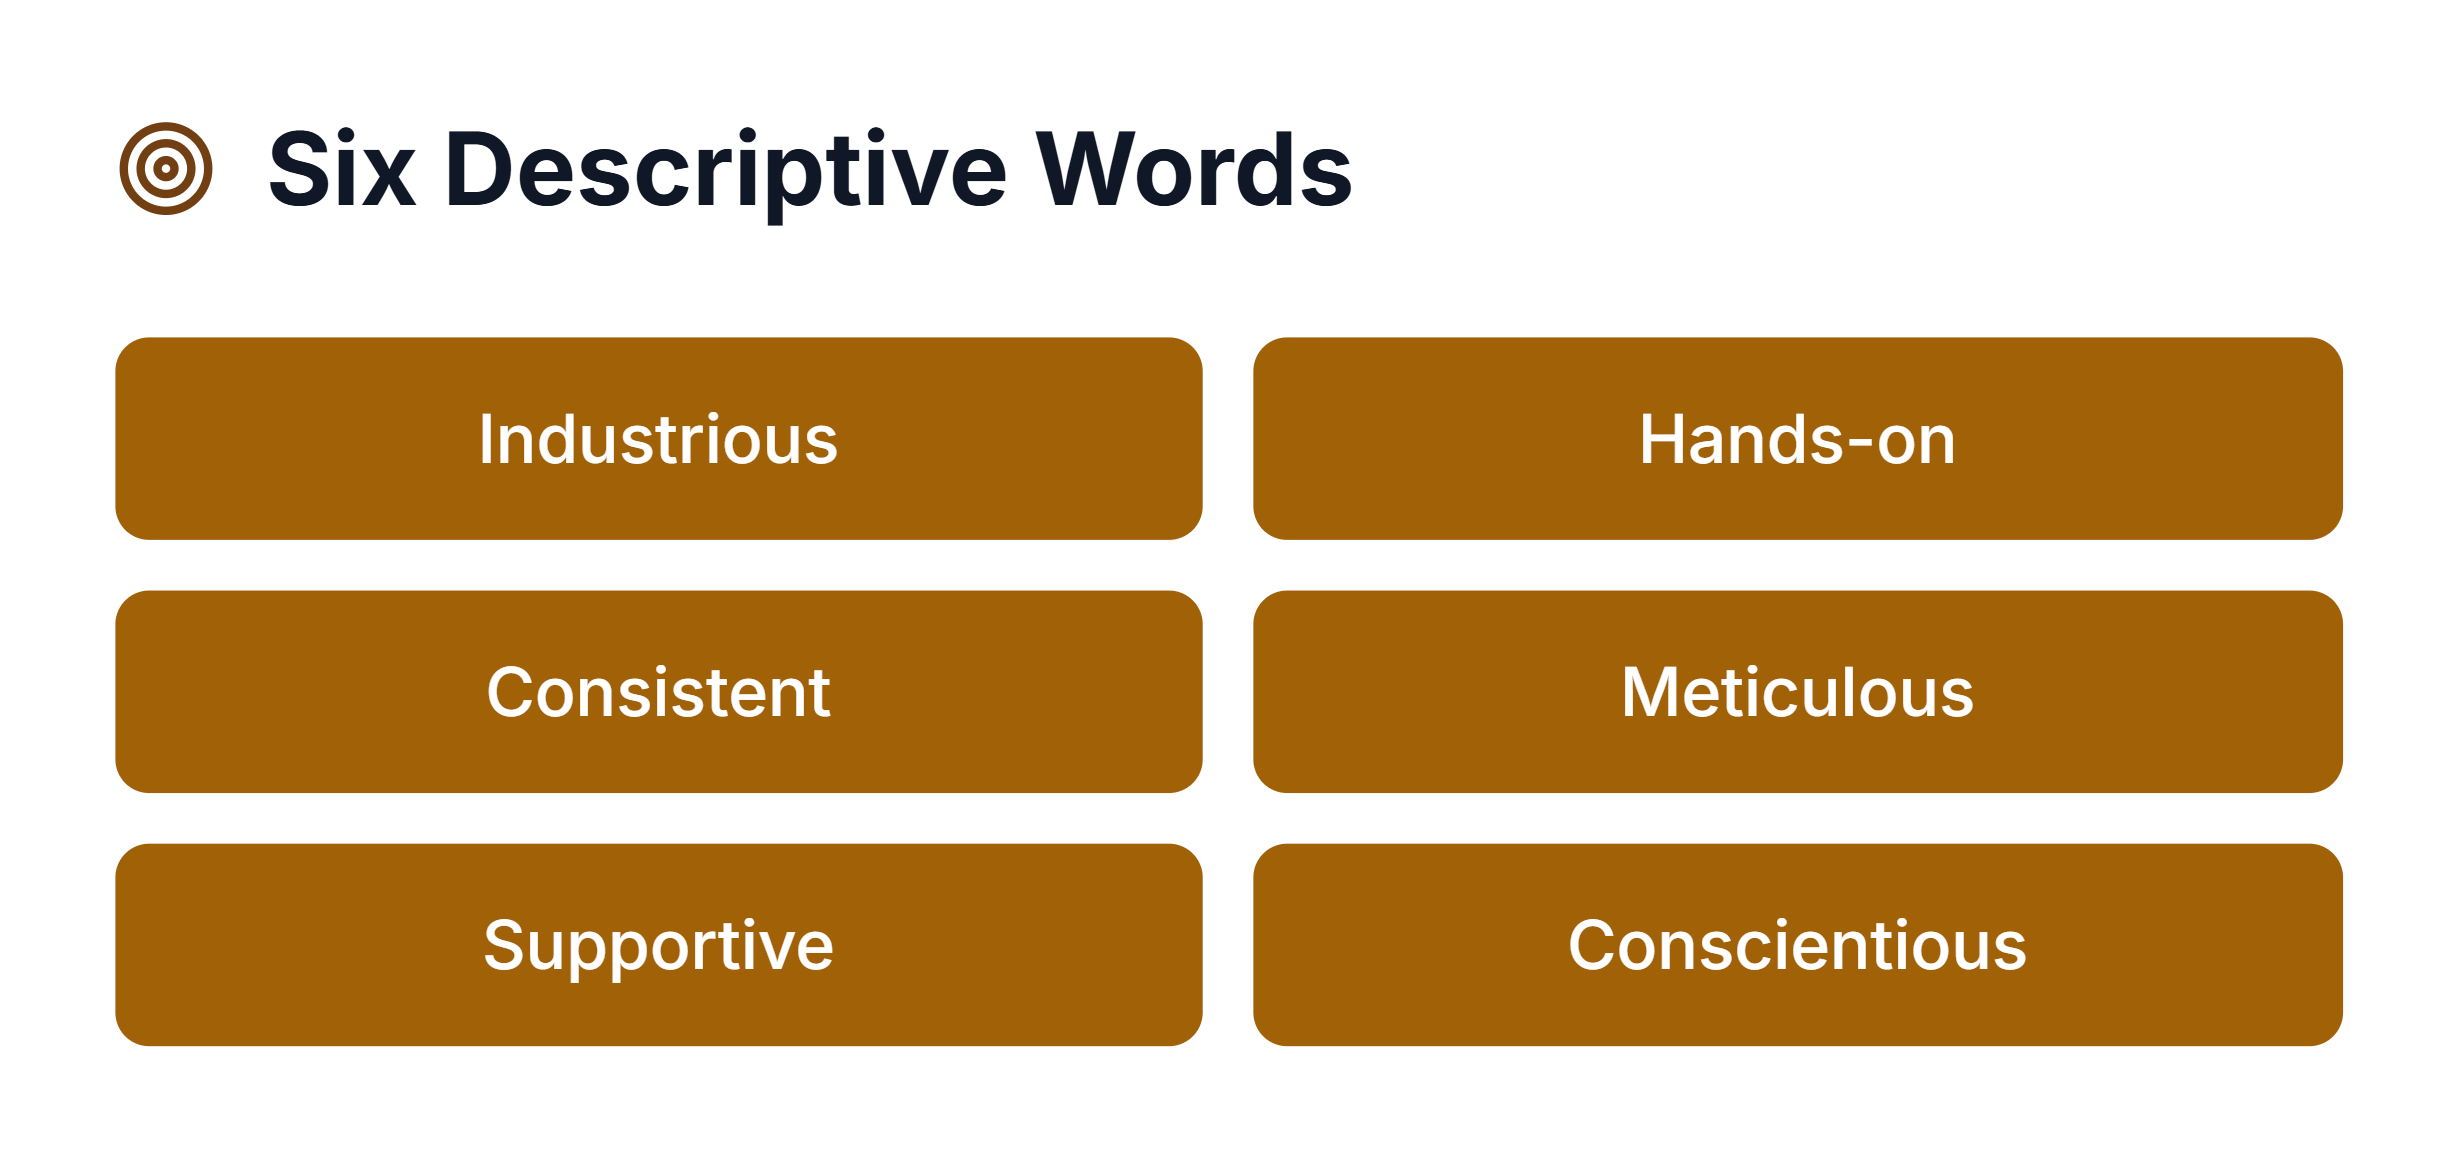 Six Descriptive Words
Industrious
Hands-on
Consistent
Meticulous
Supportive
Conscientious